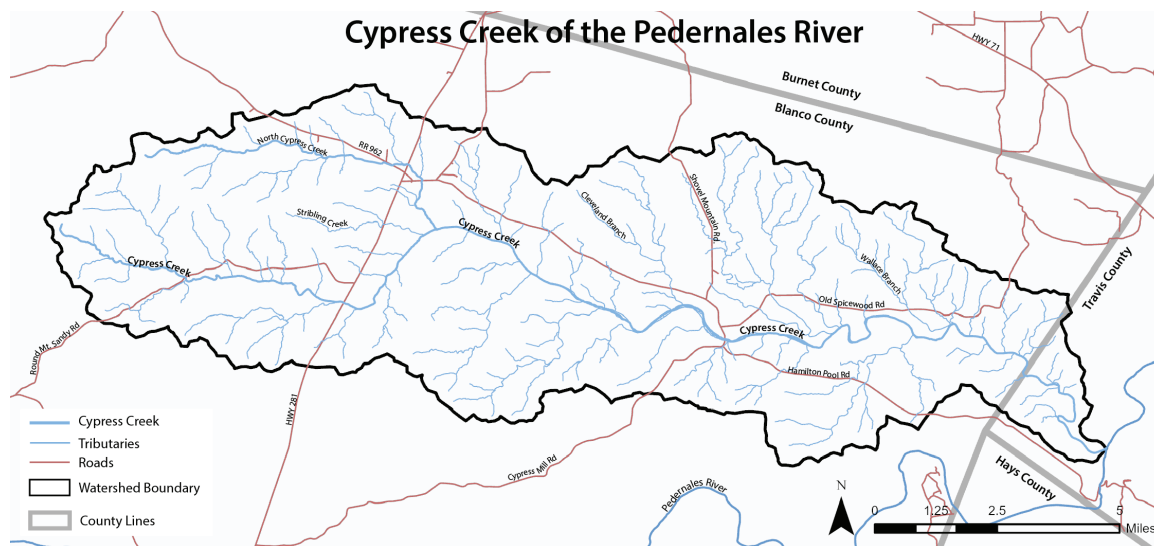 Cypress Creek of the Pedernales River
HWY 71
Burnet County
Blanco County
North Cypress Creek
RR 962
Shovel Mountain Rd
Cleveland Branch
Stribling Creek
Cypress Creek
Cypress Creek
Wallace Branch
Travis County
Old Spicewood Rd
Cypress Creek
Round Mt. Sandy Rd
Hamilton Pool Rd
HWY 281
Cypress Mill Rd
Pedernales River
Hays County
Cypress Creek
Tributaries
Roads
Watershed Boundary
County Lines
N
0 1.25 2.5 5
Miles